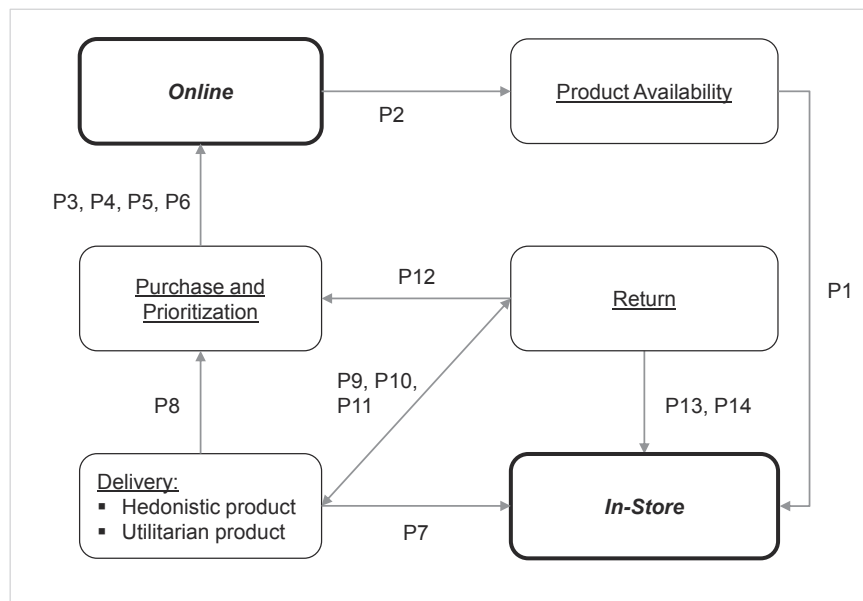 Online
Product Availability
P2
P3, P4, P5, P6
Purchase and
Prioritization
P12
Return
P1
P9, P10,
P11
P8
P13, P14
Delivery:
▪ Hedonistic product
▪ Utilitarian product
In-Store
P7